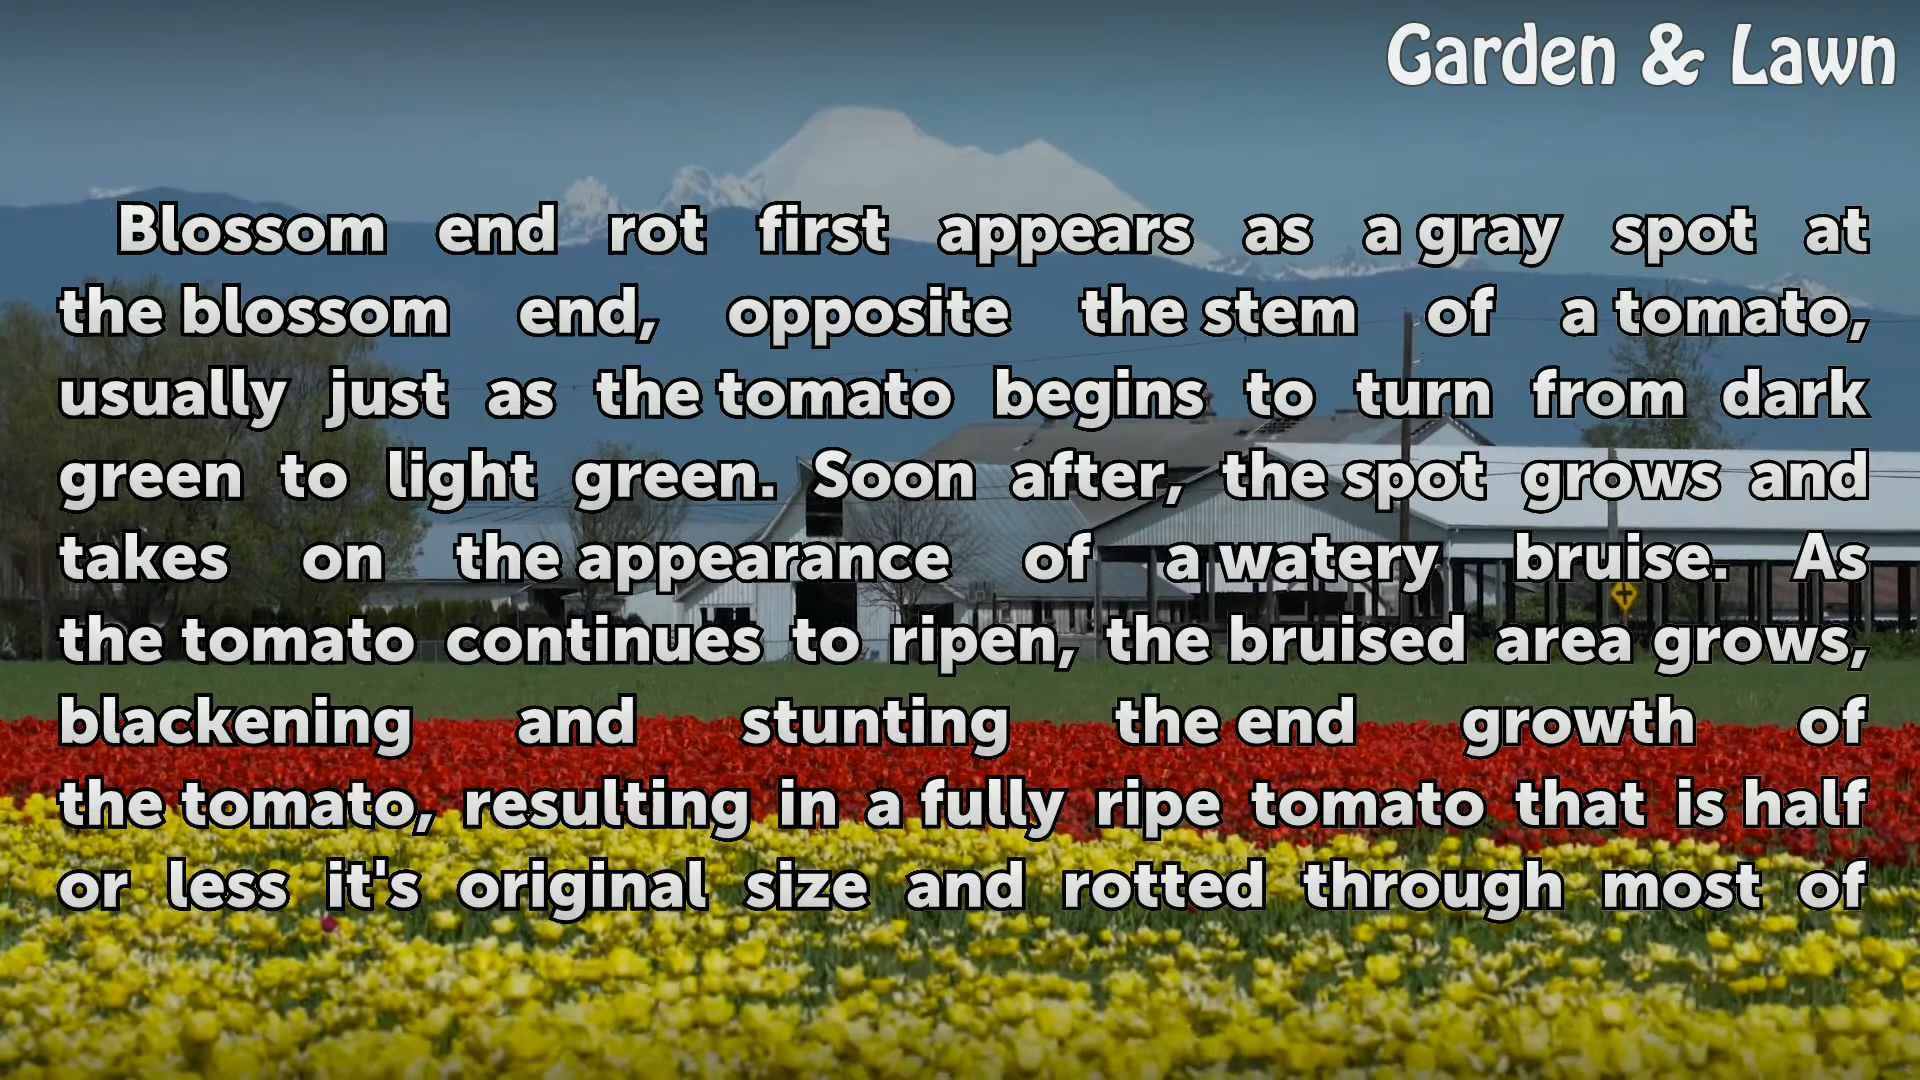 Garden & Lawn
Blossom end rot first appears as a gray spot at
the blossom end, opposite the stem of a tomato,
usually just as the tomato begins to turn from dark
green to light green. Soon after, the spot grows and
takes on the appearance of a watery bruise. As
the tomato continues to ripen, the bruised area grows,
blackening and stunting the end growth of
the tomato, resulting in a fully ripe tomato that is half
or less it's original size and rotted through most of